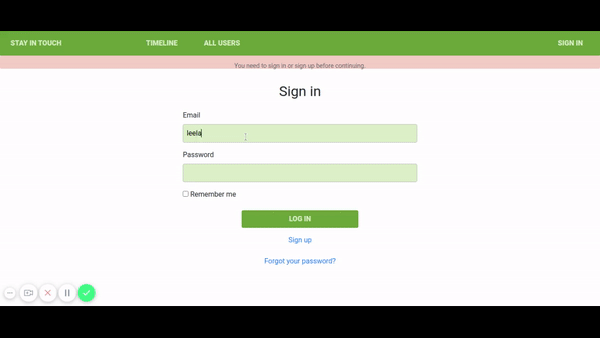 STAY IN TOUCH TIMELINE ALL USERS SIGN IN
You need to sign in or sign up before continuing.
Sign in
Email
leela
Password
Remember me
LOG IN
Sign up
Forgot your password?